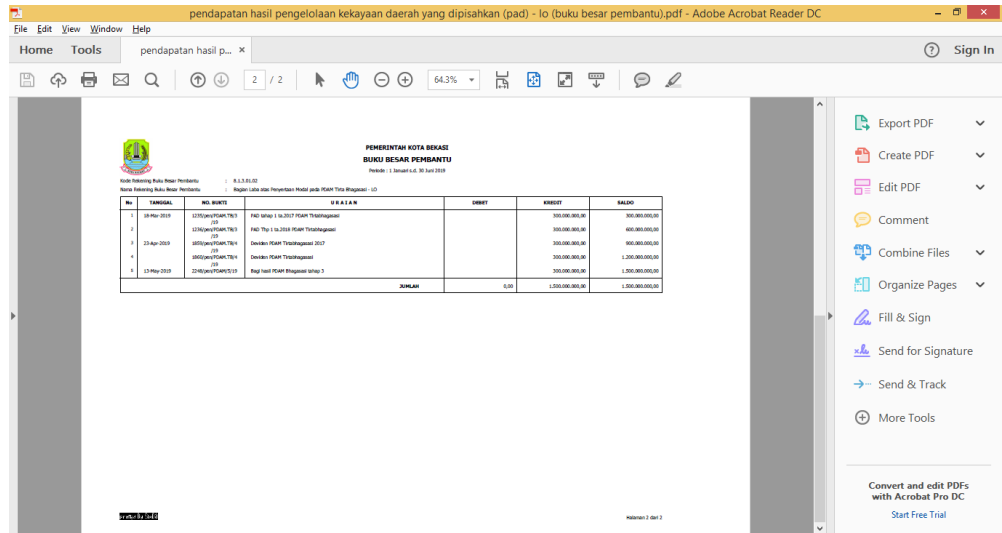 pendapatan hasil pengelolaan kekayaan daerah yang dipisahkan (pad) - lo (buku besar pembantu).pdf - Adobe Acrobat Reader DC
File Edit View Window Help
Home Tools pendapatan hasil p... × Sign In
2 / 2 64.3%
PEMERINTAH KOTA BEKASI
BUKU BESAR PEMBANTU
Periode : 1 Januari s.d. 30 Juni 2019
Kode Rekening Buku Besar Pembantu : 8.1.3.01.02
Nama Rekening Buku Besar Pembantu : Bagian Laba atas Penyertaan Modal pada PDAM Tirta Bhagasasi - LO
No TANGGAL NO. BUKTI U R A I A N DEBET KREDIT SALDO
1 18-Mar-2019 1235/pen/PDAM.TB/3 PAD tahap 1 ta.2017 PDAM Tirtabhagasasi 300.000.000,00 300.000.000,00
/19
2 1236/pen/PDAM.TB/3 PAD Thp 1 ta.2018 PDAM Tirtabhagasasi 300.000.000,00 600.000.000,00
/19
3 23-Apr-2019 1859/pen/PDAM.TB/4 Deviden PDAM Tirtabhagasasi 2017 300.000.000,00 900.000.000,00
/19
4 1860/pen/PDAM.TB/4 Deviden PDAM Tirtabhagasasi 300.000.000,00 1.200.000.000,00
/19
5 13-May-2019 2248/pen/PDAM/5/19 Bagi hasil PDAM Bhagasasi tahap 3 300.000.000,00 1.500.000.000,00
JUMLAH 0,00 1.500.000.000,00 1.500.000.000,00
Halaman 2 dari 2
Export PDF
Create PDF
Edit PDF
Comment
Combine Files
Organize Pages
Fill & Sign
Send for Signature
Send & Track
More Tools
Convert and edit PDFs
with Acrobat Pro DC
Start Free Trial